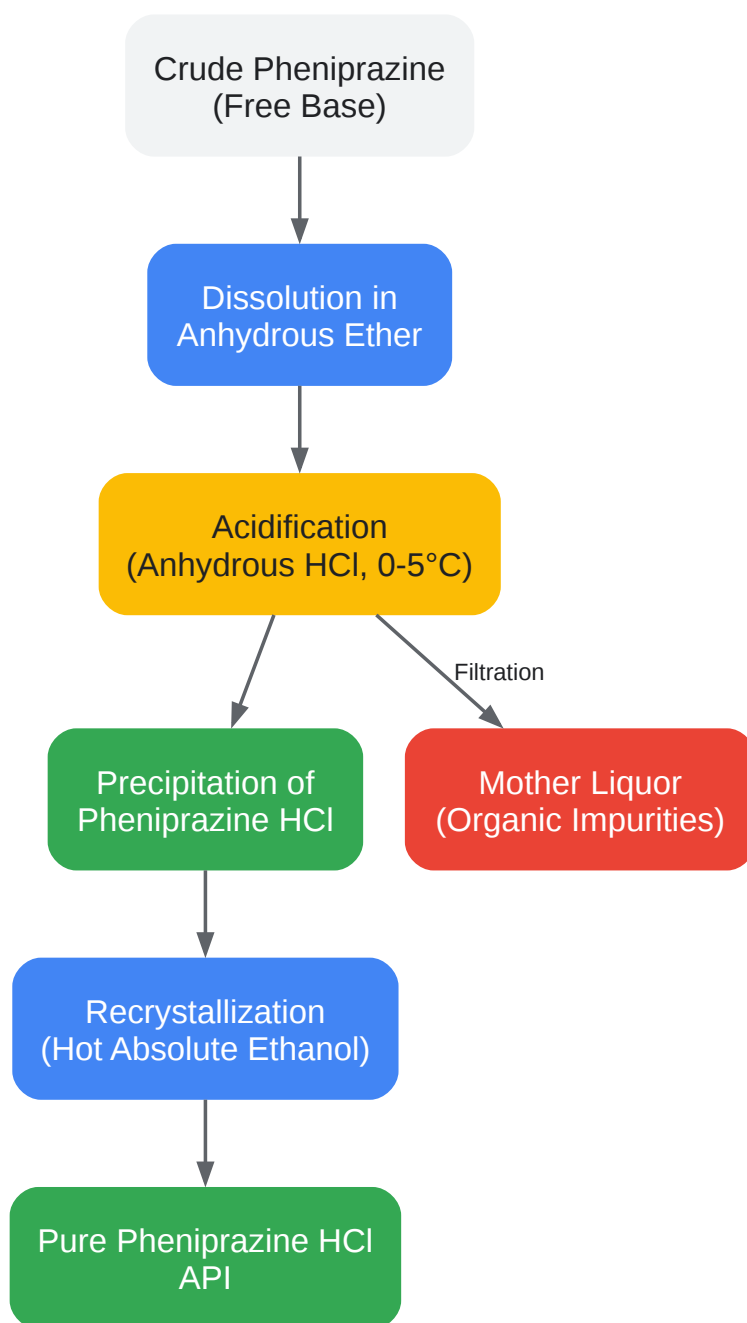 Crude Pheniprazine
(Free Base)
Dissolution in
Anhydrous Ether
Acidification
(Anhydrous HCl, 0-5°C)
Filtration
Precipitation of
Pheniprazine HCl
Mother Liquor
(Organic Impurities)
Recrystallization
(Hot Absolute Ethanol)
Pure Pheniprazine HCl
API